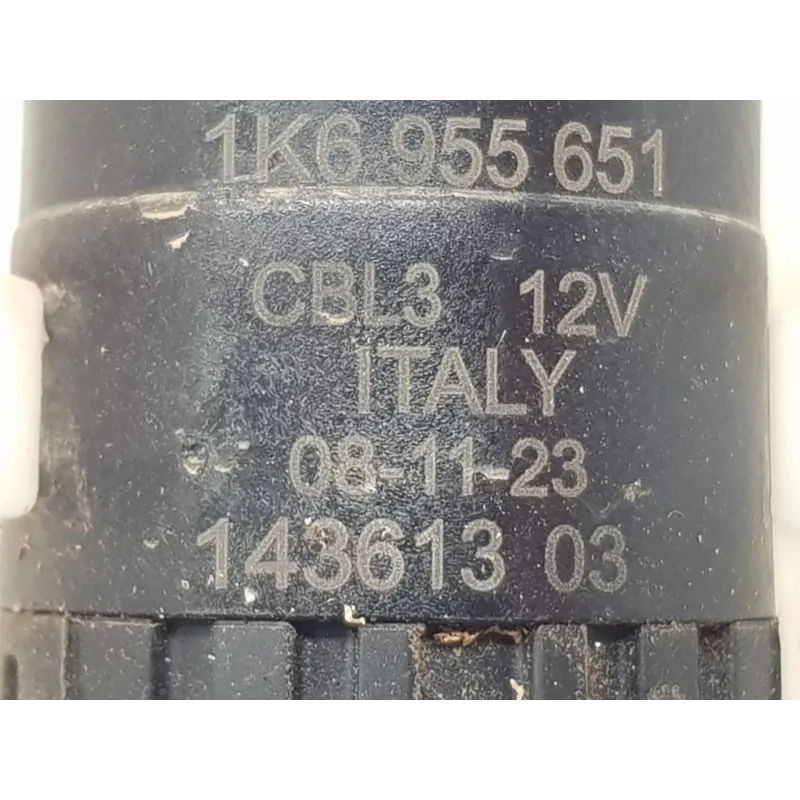 1K6 955 651
CBL3 12V
ITALY
08-11-23
143613 03